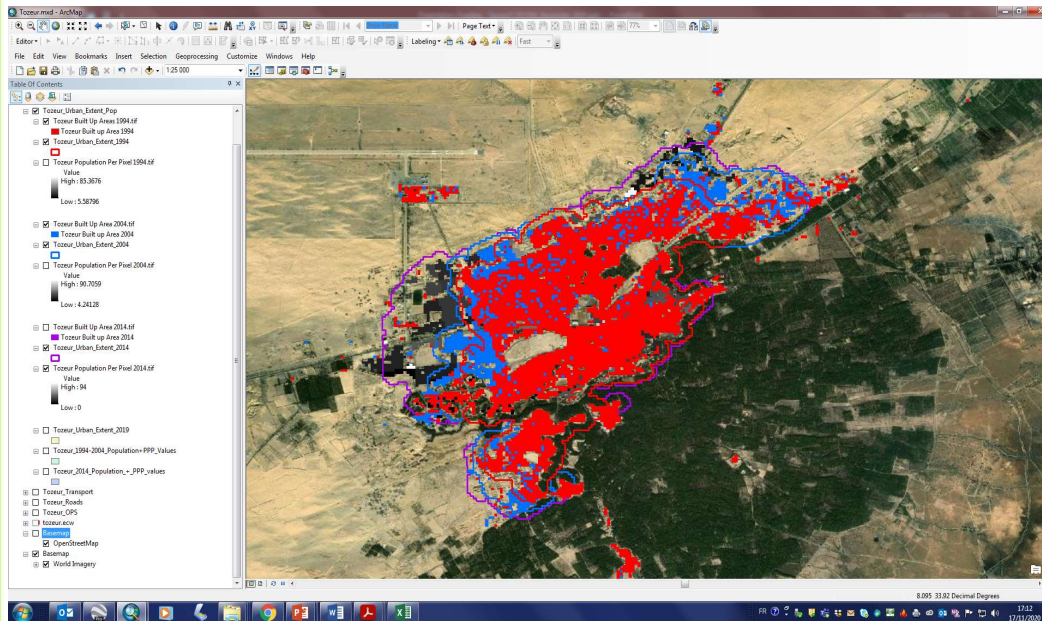 Tozeur.mxd - ArcMap
77%
Page Text
Editor
Labeling
Fast
File Edit View Bookmarks Insert Selection Geoprocessing Customize Windows Help
1:25 000
Table Of Contents
Tozeur_Urban_Extent_Pop
Tozeur Built Up Areas 1994.tif
Tozeur Built up Area 1994
Tozeur_Urban_Extent_1994
Tozeur Population Per Pixel 1994.tif
Value
High : 85.3676
Low : 5.58796
Tozeur Built Up Area 2004.tif
Tozeur Built up Area 2004
Tozeur_Urban_Extent_2004
Tozeur Population Per Pixel 2004.tif
Value
High : 90.7059
Low : 4.24128
Tozeur Built Up Area 2014.tif
Tozeur Built up Area 2014
Tozeur_Urban_Extent_2014
Tozeur Population Per Pixel 2014.tif
Value
High : 94
Low : 0
Tozeur_Urban_Extent_2019
Tozeur_1994-2004_Population+PPP_Values
Tozeur_2014_Population_+_PPP_values
Tozeur_Transport
Tozeur_Roads
Tozeur_OPS
tozeur.ecw
Basemap
OpenStreetMap
Basemap
World Imagery
8.095 33.92 Decimal Degrees
FR
17:12
17/11/2020